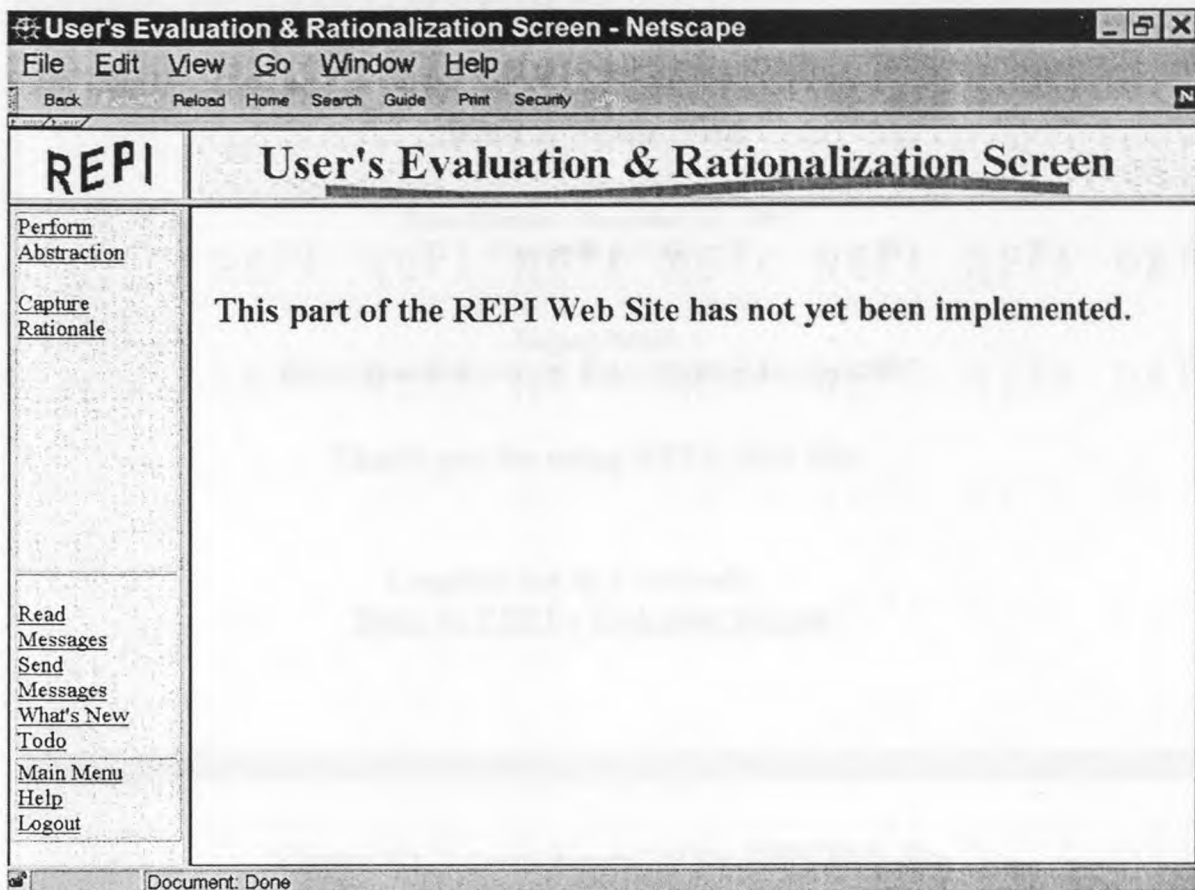 User's Evaluation & Rationalization Screen - Netscape
File Edit View Go Window Help
Back Reload Home Search Guide Print Security
N
REPI
User's Evaluation & Rationalization Screen
Perform
Abstraction
Capture
Rationale
This part of the REPI Web Site has not yet been implemented.
Read
Messages
Send
Messages
What's New
Todo
Main Menu
Help
Logout
Document: Done